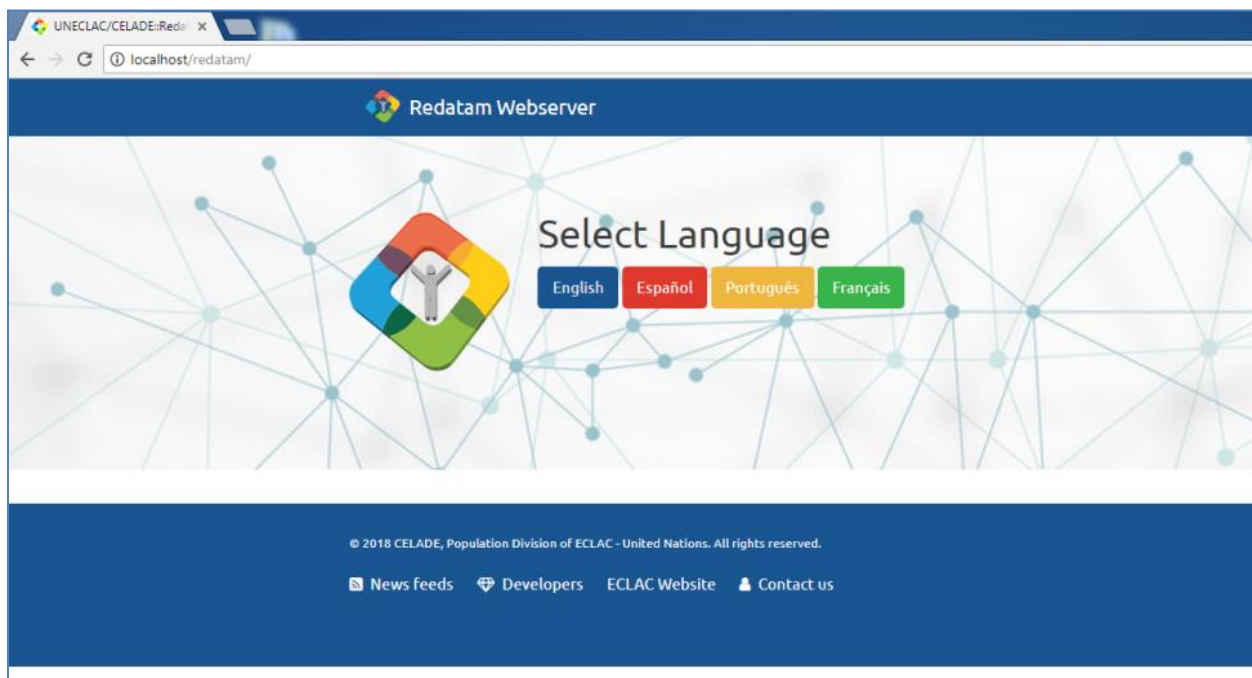 UNECLAC/CELADE::Reda
localhost/redatam/
Redatam Webserver
Select Language
English Español Português Français
© 2018 CELADE, Population Division of ECLAC - United Nations. All rights reserved.
News feeds Developers ECLAC Website Contact us